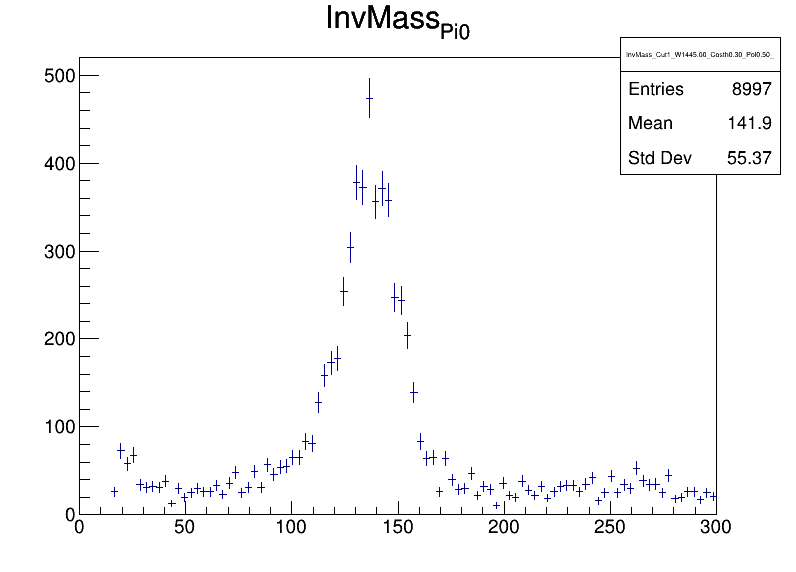 InvMass_Pi0
InvMass_Cut1_W1445.00_Costh0.30_Pol0.50_
Entries 8997
Mean 141.9
Std Dev 55.37
500
400
300
200
100
0
0 50 100 150 200 250 300